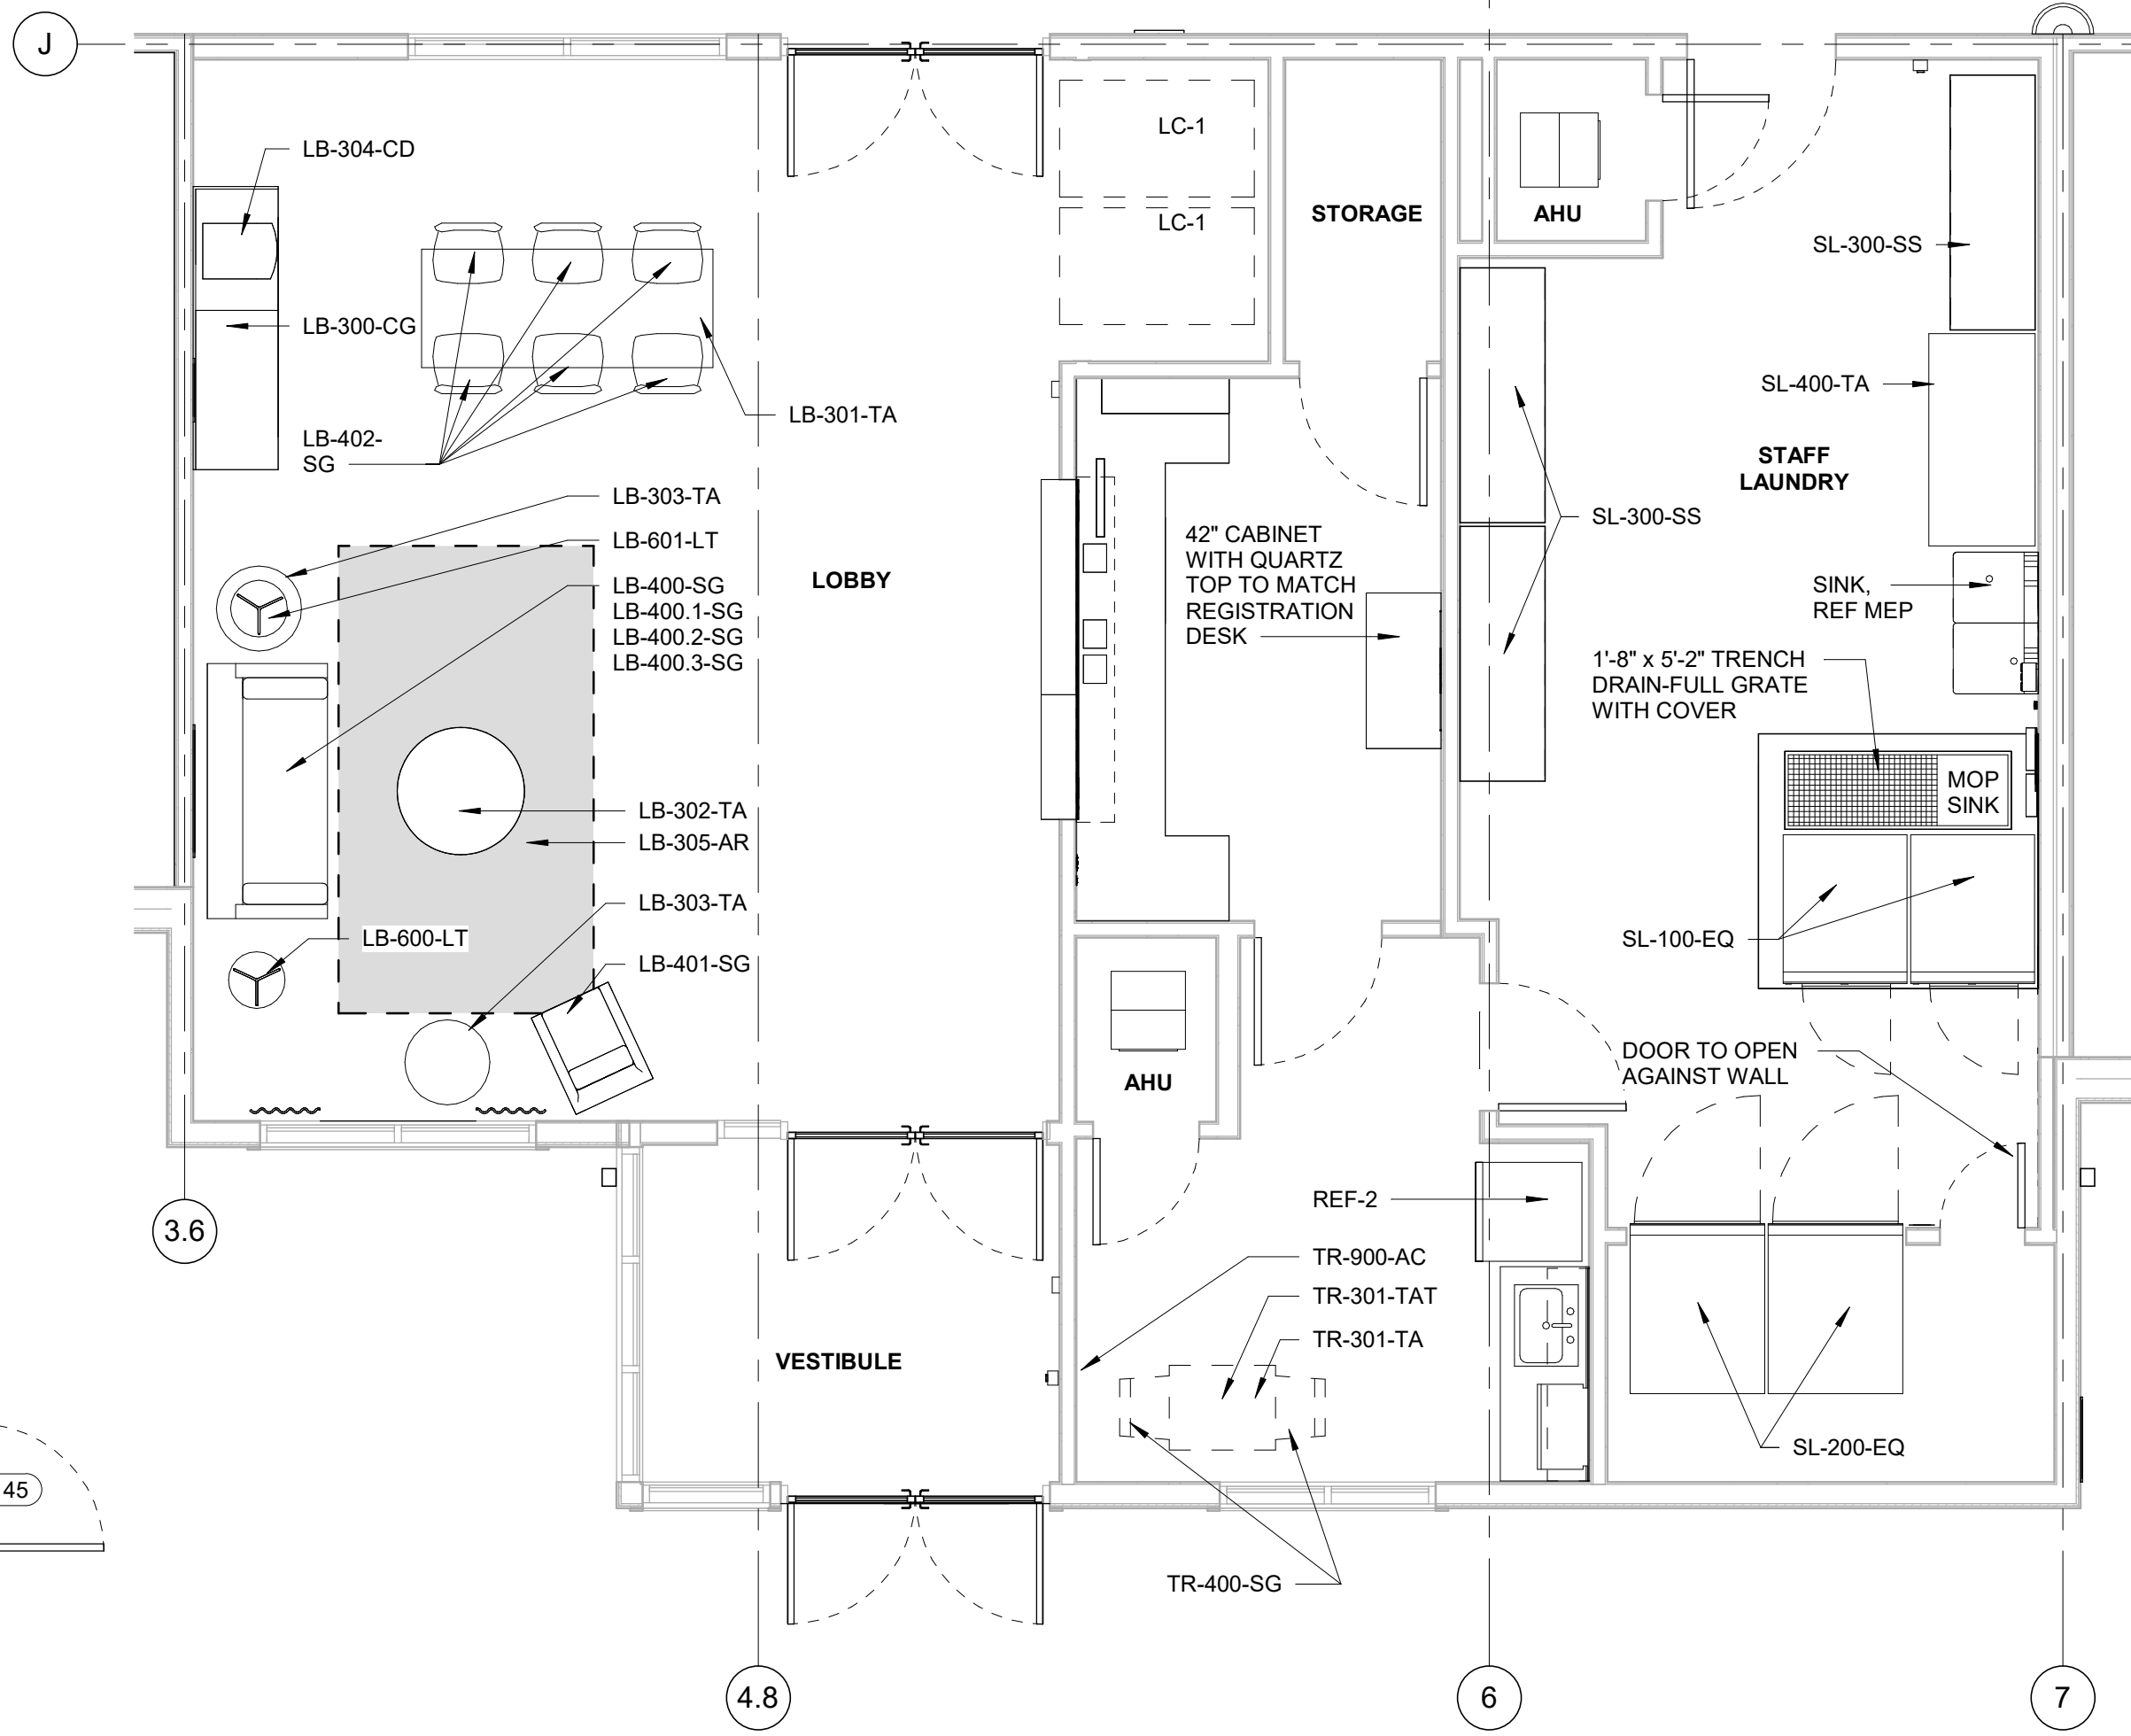 J
LC-1
LB-304-CD
STORAGE
AHU
LC-1
SL-300-SS
LB-300-CG
SL-400-TA
LB-301-TA
LB-402-
SG
STAFF
LAUNDRY
LB-303-TA
SL-300-SS
LB-601-LT
42" CABINET
WITH QUARTZ
TOP TO MATCH
REGISTRATION
DESK
LOBBY
LB-400-SG
LB-400.1-SG
LB-400.2-SG
LB-400.3-SG
SINK,
REF MEP
1'-8" x 5'-2" TRENCH
DRAIN-FULL GRATE
WITH COVER
MOP
SINK
LB-302-TA
LB-305-AR
LB-303-TA
LB-600-LT
SL-100-EQ
LB-401-SG
DOOR TO OPEN
AGAINST WALL
AHU
REF-2
3.6
TR-900-AC
TR-301-TAT
TR-301-TA
VESTIBULE
SL-200-EQ
45
TR-400-SG
4.8
6
7